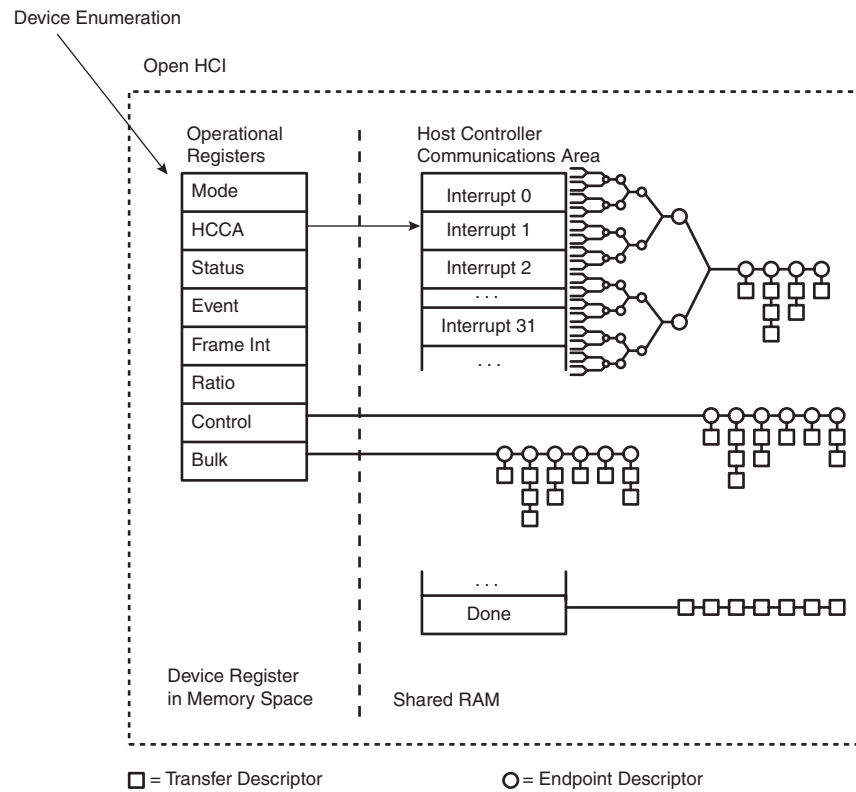 Device Enumeration
Open HCI
Operational
Registers
Host Controller
Communications Area
Mode
HCCA
Status
Event
Frame Int
Ratio
Control
Bulk
Interrupt 0
Interrupt 1
Interrupt 2
. . .
Interrupt 31
. . .
. . .
Done
Device Register
in Memory Space
Shared RAM
= Transfer Descriptor
= Endpoint Descriptor